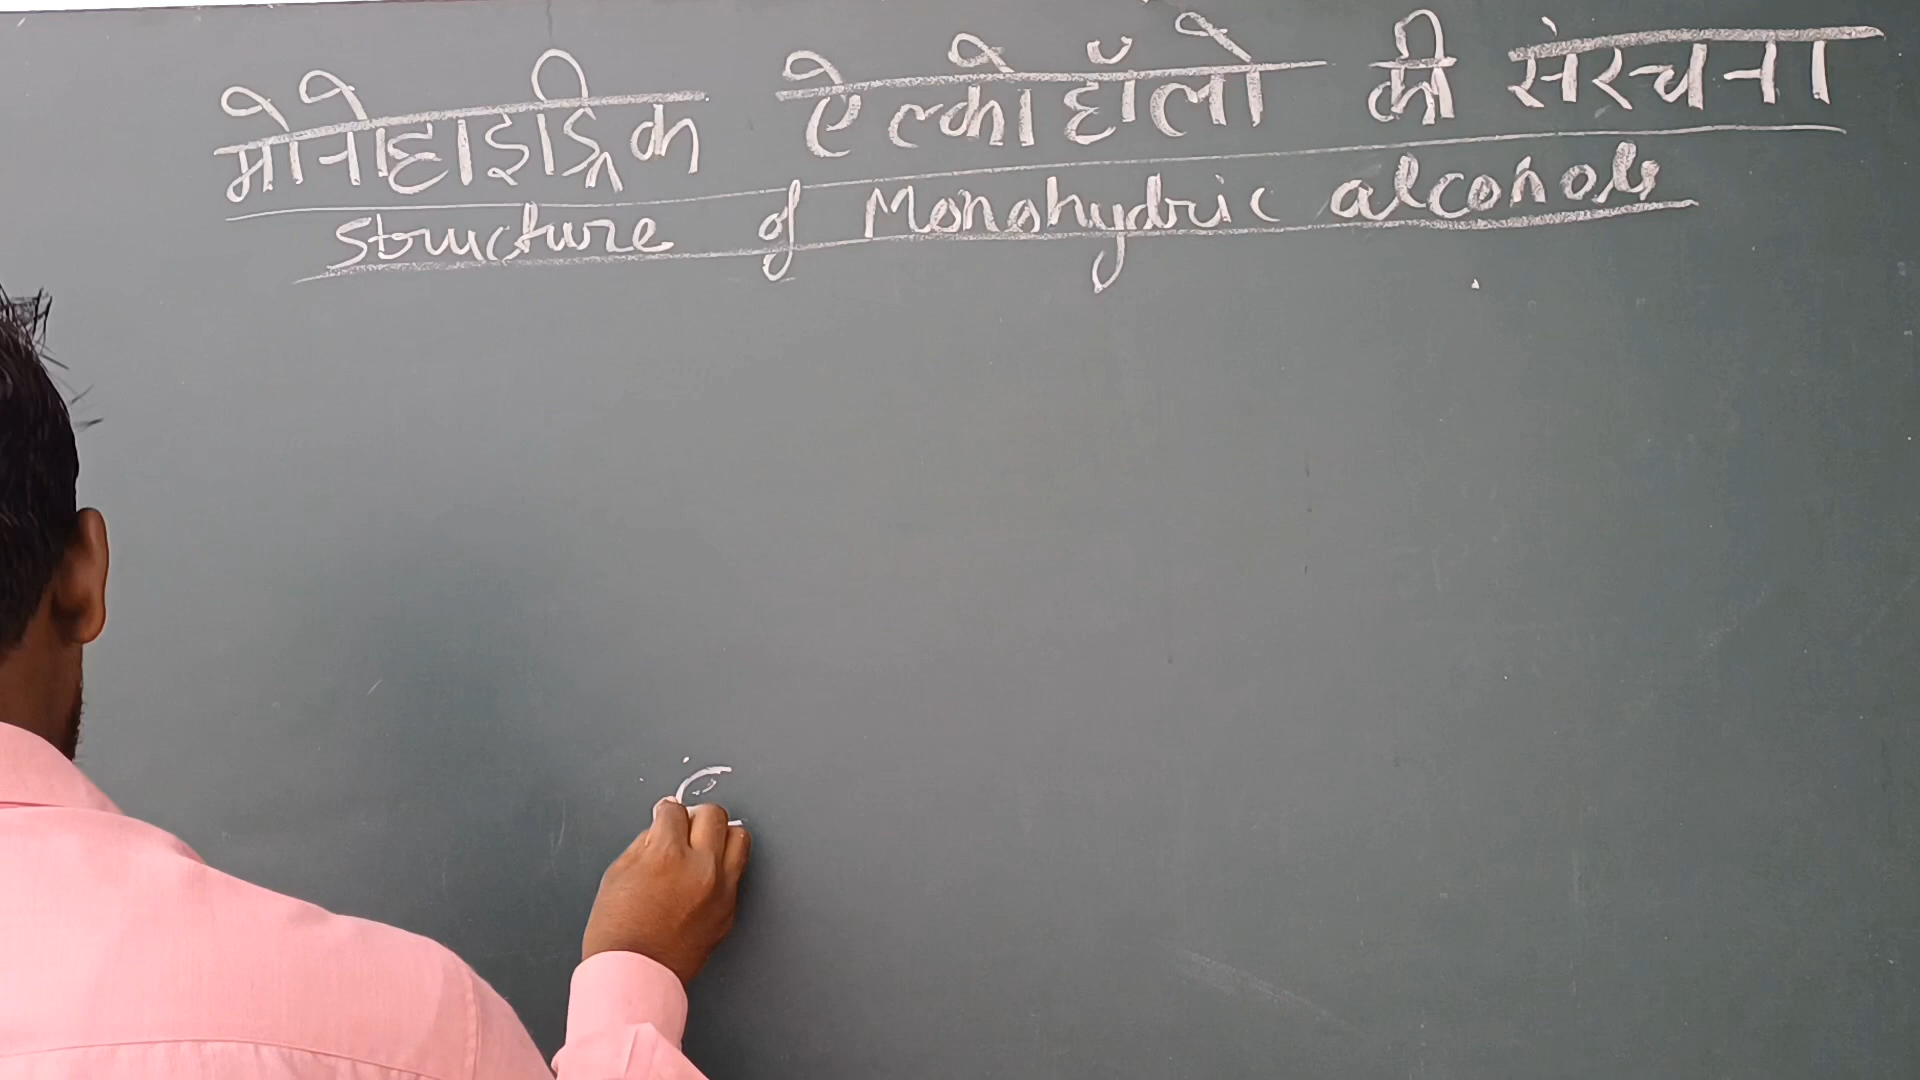 मोनोहाइड्रिक ऐल्कोहॉलो की संरचना
Structure of Monohydric alcohols
C